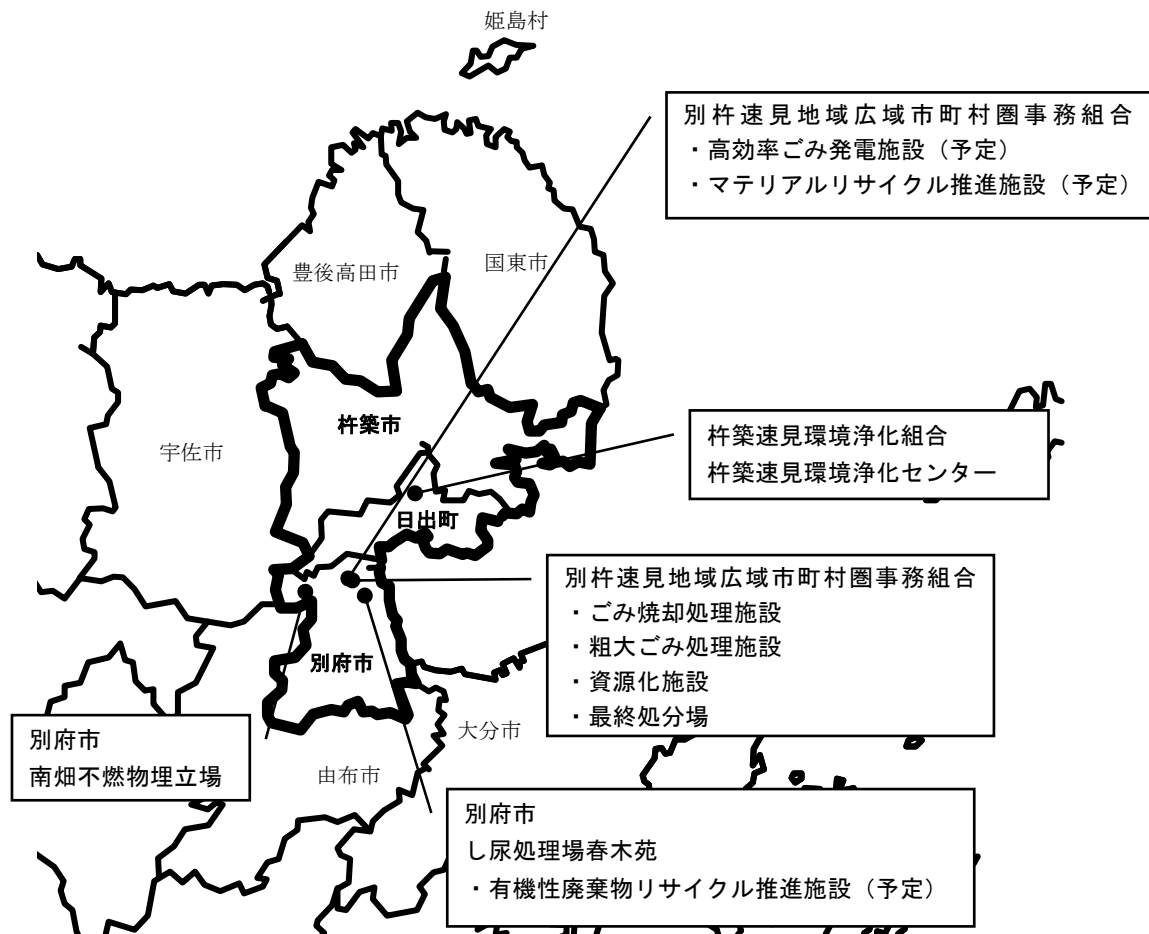 姫島村
別杵速見地域広域市町村圏事務組合
・高効率ごみ発電施設（予定）
・マテリアルリサイクル推進施設（予定）
国東市
豊後高田市
杵築市
宇佐市
杵築速見環境浄化組合
杵築速見環境浄化センター
日出町
別杵速見地域広域市町村圏事務組合
・ごみ焼却処理施設
・粗大ごみ処理施設
・資源化施設
・最終処分場
別府市
大分市
別府市
南畑不燃物埋立場
由布市
別府市
し尿処理場春木苑
・有機性廃棄物リサイクル推進施設（予定）